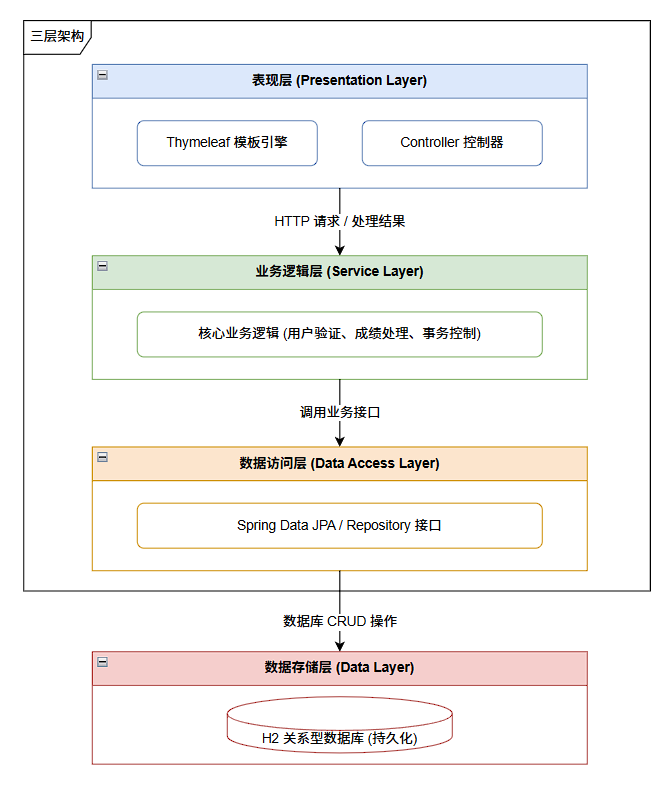 三层架构
表现层 (Presentation Layer)
Thymeleaf 模板引擎
Controller 控制器
HTTP 请求 / 处理结果
业务逻辑层 (Service Layer)
核心业务逻辑 (用户验证、成绩处理、事务控制)
调用业务接口
数据访问层 (Data Access Layer)
Spring Data JPA / Repository 接口
数据库 CRUD 操作
数据存储层 (Data Layer)
H2 关系型数据库 (持久化)